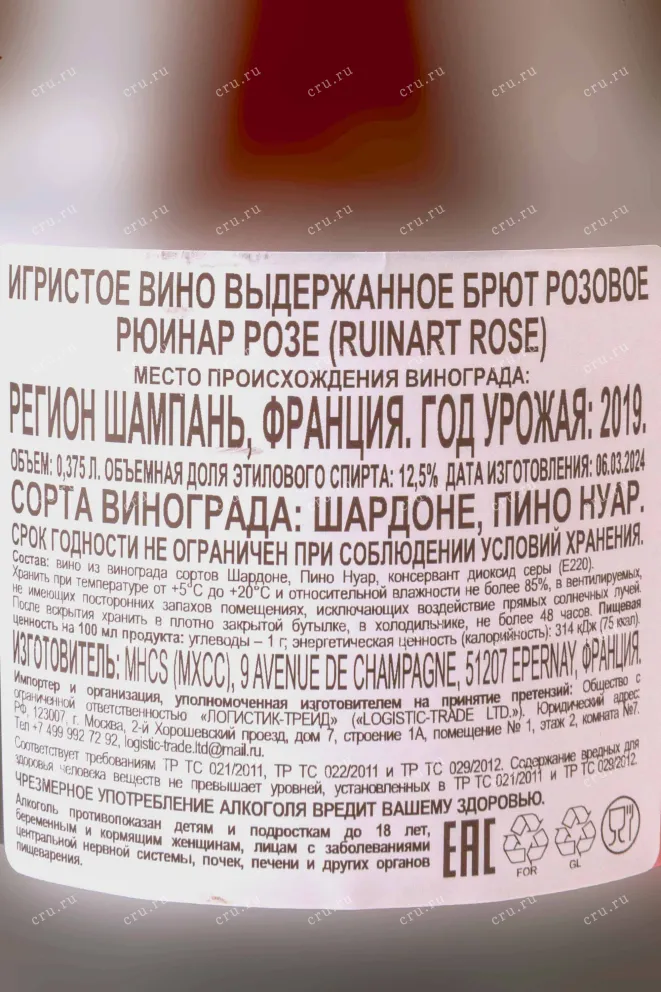 ИГРИСТОЕ ВИНО ВЫДЕРЖАННОЕ БРЮТ РОЗОВОЕ
РЮИНАР РОЗЕ (RUINART ROSE)
МЕСТО ПРОИСХОЖДЕНИЯ ВИНОГРАДА:
РЕГИОН ШАМПАНЬ, ФРАНЦИЯ. ГОД УРОЖАЯ: 2019.
ОБЪЕМ: 0,375 Л. ОБЪЕМНАЯ ДОЛЯ ЭТИЛОВОГО СПИРТА: 12,5% ДАТА ИЗГОТОВЛЕНИЯ: 06.03.2024
СОРТА ВИНОГРАДА: ШАРДОНЕ, ПИНО НУАР.
СРОК ГОДНОСТИ НЕ ОГРАНИЧЕН ПРИ СОБЛЮДЕНИИ УСЛОВИЙ ХРАНЕНИЯ.
Состав: вино из винограда сортов Шардоне, Пино Нуар, консервант диоксид серы (Е220).
Хранить при температуре от +5°С до +20°С и относительной влажности не более 85%, в вентилируемых,
не имеющих посторонних запахов помещениях, исключающих воздействие прямых солнечных лучей.
После вскрытия хранить в плотно закрытой бутылке, в холодильнике, не более 48 часов. Пищевая
ценность на 100 мл продукта: углеводы – 1 г; энергетическая ценность (калорийность): 314 кДж (75 ккал).
ИЗГОТОВИТЕЛЬ: MHCS (МХСС), 9 AVENUE DE CHAMPAGNE, 51207 EPERNAY, ФРАНЦИЯ.
Импортер и организация, уполномоченная изготовителем на принятие претензий: Общество с
ограниченной ответственностью «ЛОГИСТИК-ТРЕЙД» («LOGISTIC-TRADE LTD.»). Юридический адрес:
РФ, 123007, г. Москва, 2-й Хорошевский проезд, дом 7, строение 1А, помещение № 1, этаж 2, комната №7.
Тел +7 499 992 72 92, logistic-trade.ltd@mail.ru.
Соответствует требованиям ТР ТС 021/2011, ТР ТС 022/2011 и ТР ТС 029/2012. Содержание вредных для
здоровья человека веществ не превышает уровней, установленных в ТР ТС 021/2011 и ТР ТС 029/2012.
ЧРЕЗМЕРНОЕ УПОТРЕБЛЕНИЕ АЛКОГОЛЯ ВРЕДИТ ВАШЕМУ ЗДОРОВЬЮ.
Алкоголь противопоказан детям и подросткам до 18 лет,
беременным и кормящим женщинам, лицам с заболеваниями
центральной нервной системы, почек, печени и других органов
пищеварения.
EAC
FOR
GL
cru.ru